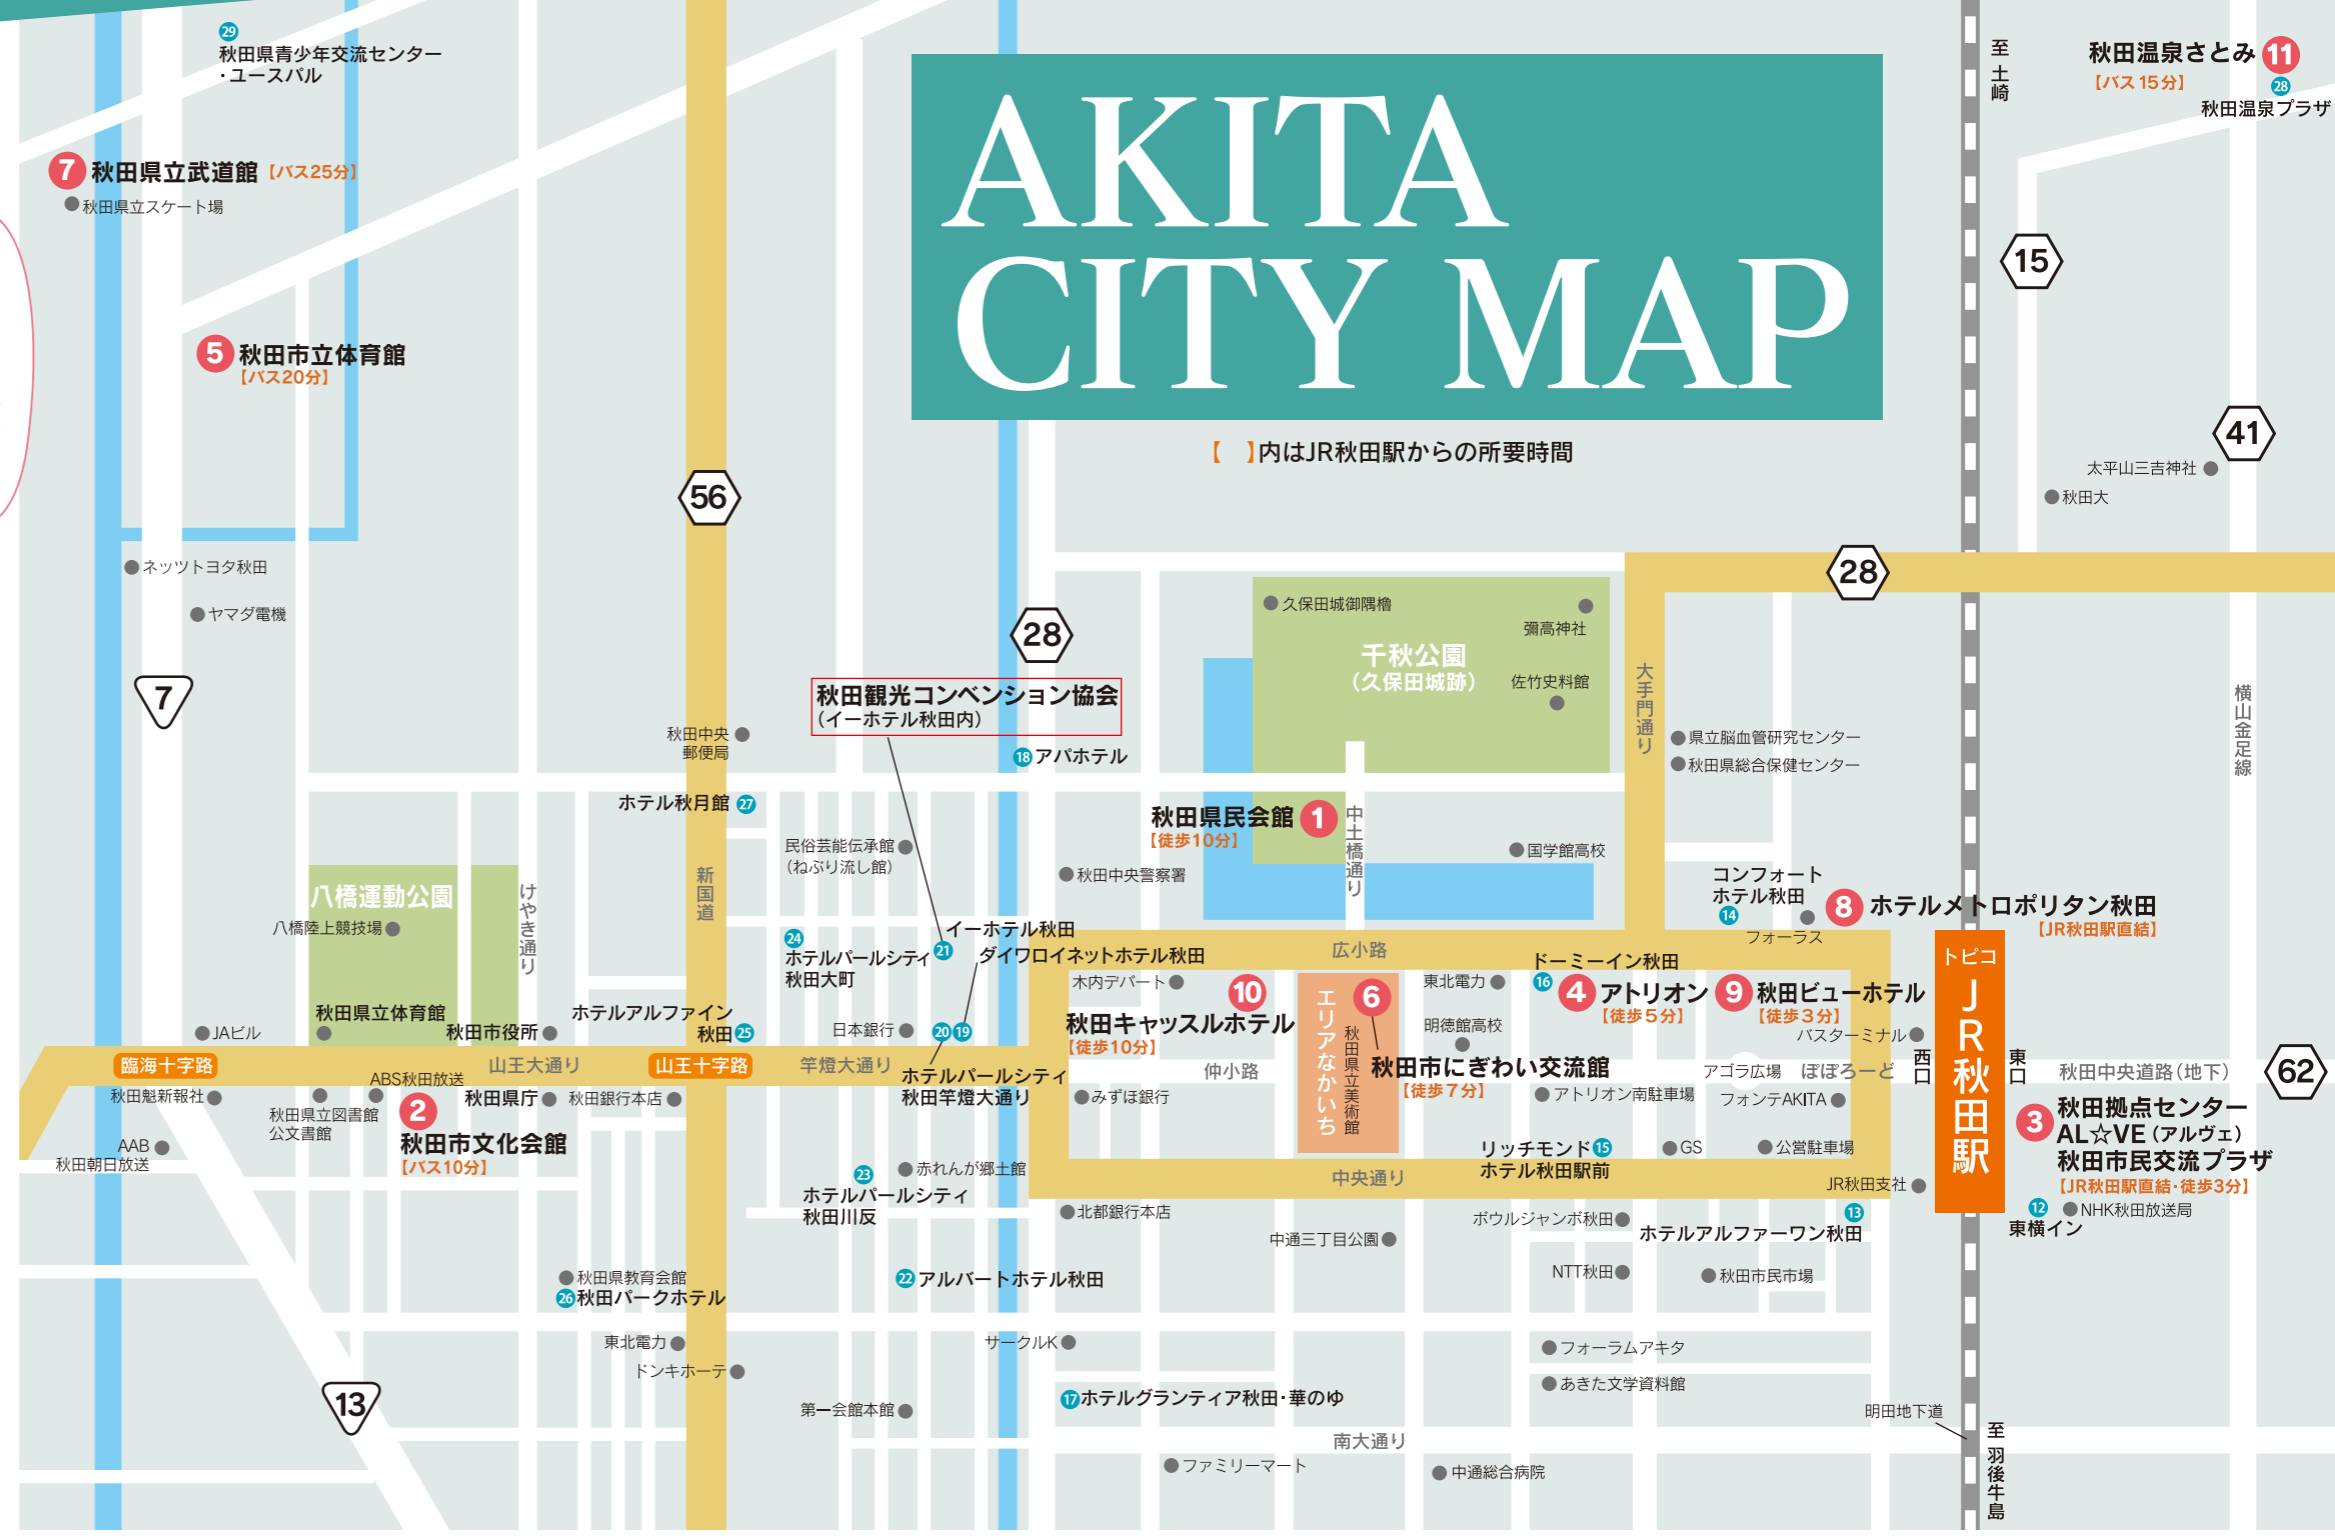 AKITA
CITY MAP
【　】内はJR秋田駅からの所要時間
29
秋田県青少年交流センター
・ユースパル
7 秋田県立武道館【バス25分】
秋田県立スケート場
5 秋田市立体育館
【バス20分】
至 土崎
秋田温泉さとみ 11
【バス15分】
28
秋田温泉プラザ
15
41
太平山三吉神社
秋田大
56
28
ネッツトヨタ秋田
ヤマダ電機
7
28
久保田城御隅櫓
彌高神社
千秋公園
（久保田城跡）
佐竹史料館
大手門通り
横山金足線
秋田観光コンベンション協会
（イーホテル秋田内）
秋田中央
郵便局
18 アパホテル
県立脳血管研究センター
秋田県総合保健センター
ホテル秋月館 27
秋田県民会館 1
【徒歩10分】
中土橋通り
民俗芸能伝承館
（ねぶり流し館）
秋田中央警察署
国学館高校
新国道
八橋運動公園
八橋陸上競技場
けやき通り
コンフォート
ホテル秋田
14
フォーラス
8 ホテルメトロポリタン秋田
【JR秋田駅直結】
24
ホテルパールシティ
秋田大町
21
イーホテル秋田
ダイワロイネットホテル秋田
広小路
木内デパート
10
秋田キャッスルホテル
【徒歩10分】
エリアなかいち
秋田県立美術館
6
秋田市にぎわい交流館
【徒歩7分】
東北電力
明徳館高校
ドーミーイン秋田
16
4 アトリオン
【徒歩5分】
9 秋田ビューホテル
【徒歩3分】
バスターミナル
トピコ
JR秋田駅
西口
東口
JAビル
秋田県立体育館
秋田市役所
ホテルアルファイン
秋田 25
日本銀行
20 19
臨海十字路
山王大通り
山王十字路
竿燈大通り
仲小路
アゴラ広場
ぽぽろーど
秋田中央道路（地下）
62
秋田魁新報社
ABS秋田放送
秋田県立図書館
公文書館
2
秋田市文化会館
【バス10分】
秋田県庁
秋田銀行本店
ホテルパールシティ
秋田竿燈大通り
みずほ銀行
アトリオン南駐車場
フォンテAKITA
3 秋田拠点センター
AL☆VE（アルヴェ）
秋田市民交流プラザ
【JR秋田駅直結・徒歩3分】
12
東横イン
NHK秋田放送局
AAB
秋田朝日放送
赤れんが郷土館
23
ホテルパールシティ
秋田川反
中央通り
リッチモンド 15
ホテル秋田駅前
GS
公営駐車場
JR秋田支社
北都銀行本店
中通三丁目公園
ボウルジャンボ秋田
13
ホテルアルファーワン秋田
NTT秋田
秋田市民市場
秋田県教育会館
26 秋田パークホテル
22 アルバートホテル秋田
東北電力
ドンキホーテ
サークルK
フォーラムアキタ
あきた文学資料館
13
第一会館本館
17 ホテルグランティア秋田・華のゆ
明田地下道
南大通り
ファミリーマート
中通総合病院
至 羽後牛島